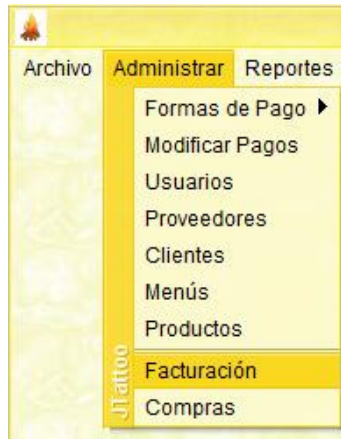 Archivo Administrar Reportes
Formas de Pago
Modificar Pagos
Usuarios
Proveedores
Clientes
Menús
Productos
Facturación
Compras
JTattoo